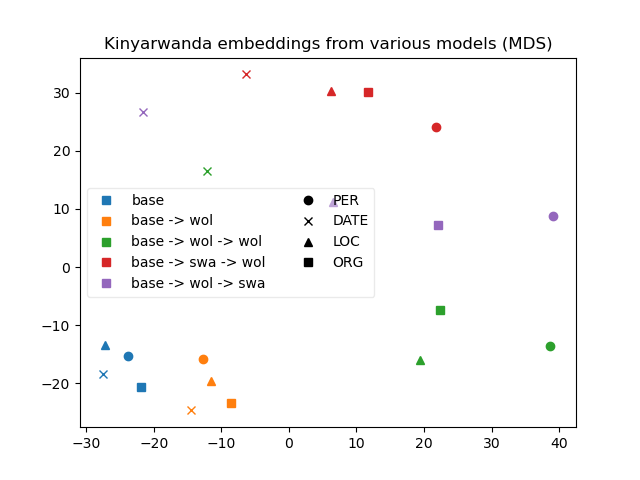 Kinyarwanda embeddings from various models (MDS)
30
20
10
0
−10
−20
base
base -> wol
base -> wol -> wol
base -> swa -> wol
base -> wol -> swa
PER
DATE
LOC
ORG
−30 −20 −10 0 10 20 30 40